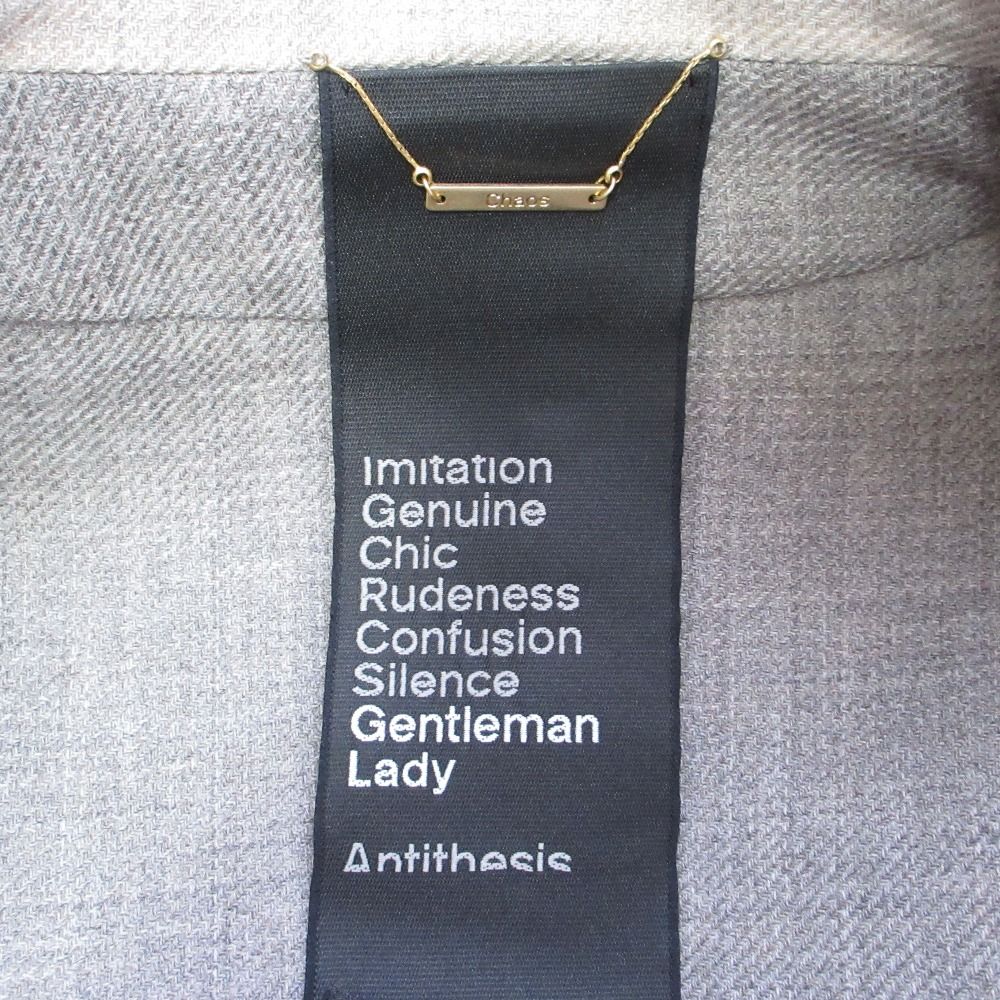 Chaos
Imitation
Genuine
Chic
Rudeness
Confusion
Silence
Gentleman
Lady
Antithesis